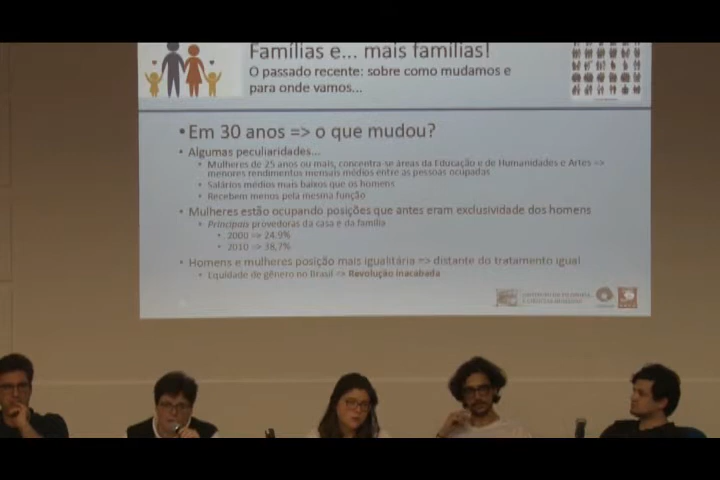 Famílias e... mais famílias!
O passado recente: sobre como mudamos e
para onde vamos...
•Em 30 anos => o que mudou?
• Algumas peculiaridades...
• Mulheres de 25 anos ou mais, concentra-se áreas da Educação e de Humanidades e Artes =>
menores rendimentos mensais médios entre as pessoas ocupadas
• Salários médios mais baixos que os homens
• Recebem menos pela mesma função
• Mulheres estão ocupando posições que antes eram exclusividade dos homens
• Principais provedoras da casa e da família
• 2000 => 24,9%
• 2010 => 38,7%
• Homens e mulheres posição mais igualitária => distante do tratamento igual
• Equidade de gênero no Brasil => Revolução inacabada